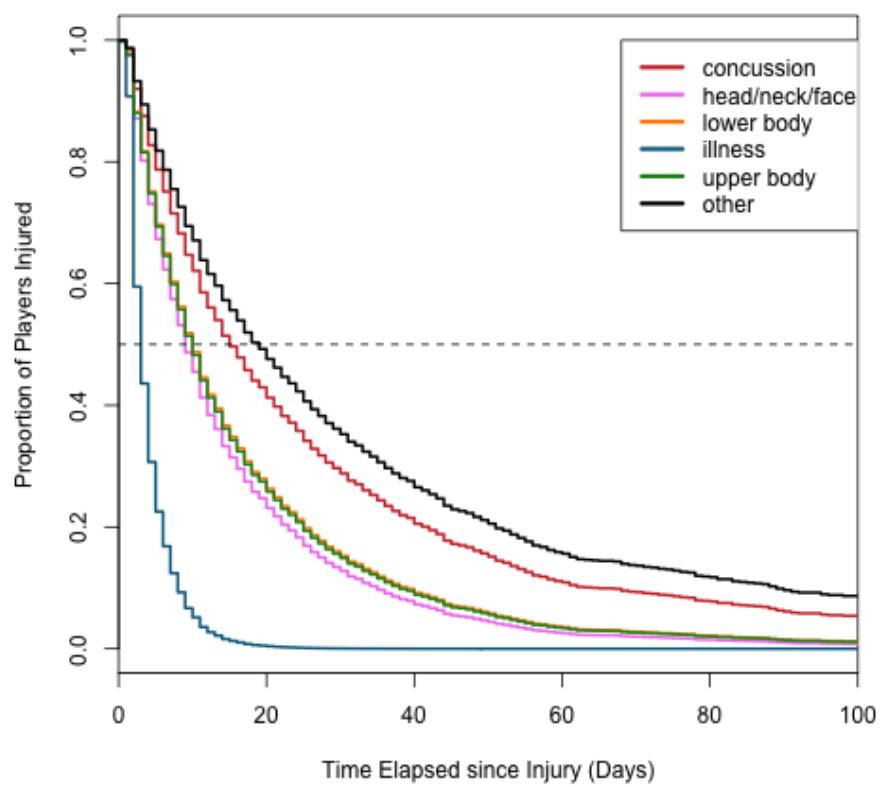 1.0
0.8
0.6
0.4
0.2
0.0
Proportion of Players Injured
concussion
head/neck/face
lower body
illness
upper body
other
0 20 40 60 80 100
Time Elapsed since Injury (Days)